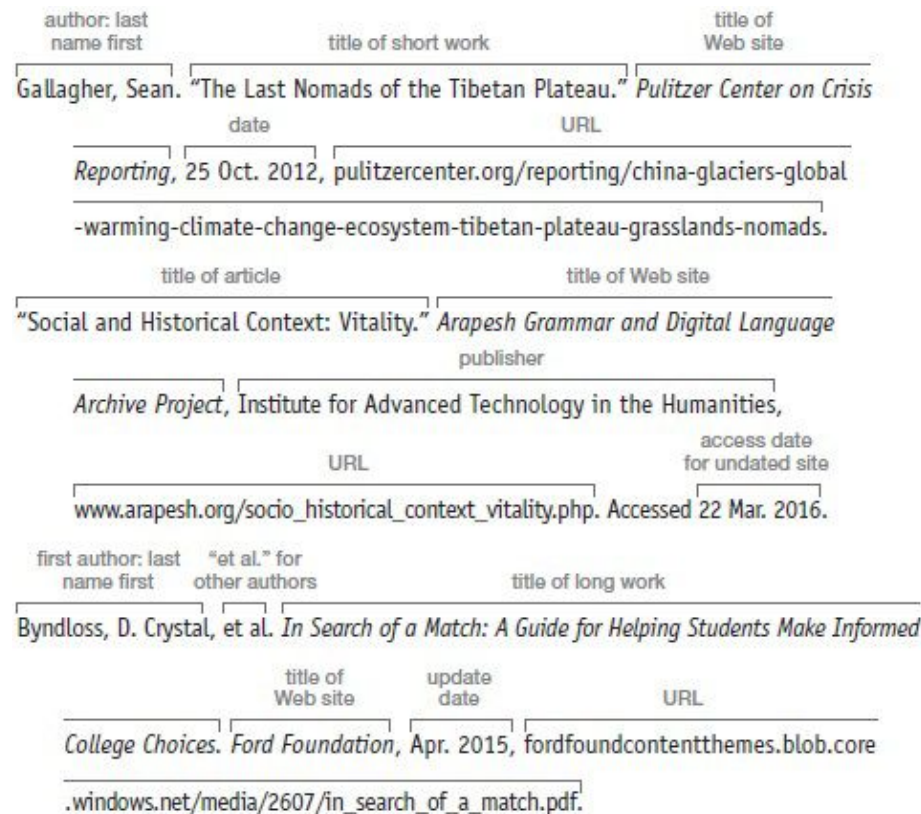 author: last
name first
title of short work
title of
Web site
Gallagher, Sean. “The Last Nomads of the Tibetan Plateau.” Pulitzer Center on Crisis
date
URL
Reporting, 25 Oct. 2012, pulitzercenter.org/reporting/china-glaciers-global
-warming-climate-change-ecosystem-tibetan-plateau-grasslands-nomads.
title of article
title of Web site
“Social and Historical Context: Vitality.” Arapesh Grammar and Digital Language
publisher
Archive Project, Institute for Advanced Technology in the Humanities,
URL
access date
for undated site
www.arapesh.org/socio_historical_context_vitality.php. Accessed 22 Mar. 2016.
first author: last
name first
“et al.” for
other authors
title of long work
Byndloss, D. Crystal, et al. In Search of a Match: A Guide for Helping Students Make Informed
title of
Web site
update
date
URL
College Choices. Ford Foundation, Apr. 2015, fordfoundcontentthemes.blob.core
.windows.net/media/2607/in_search_of_a_match.pdf.